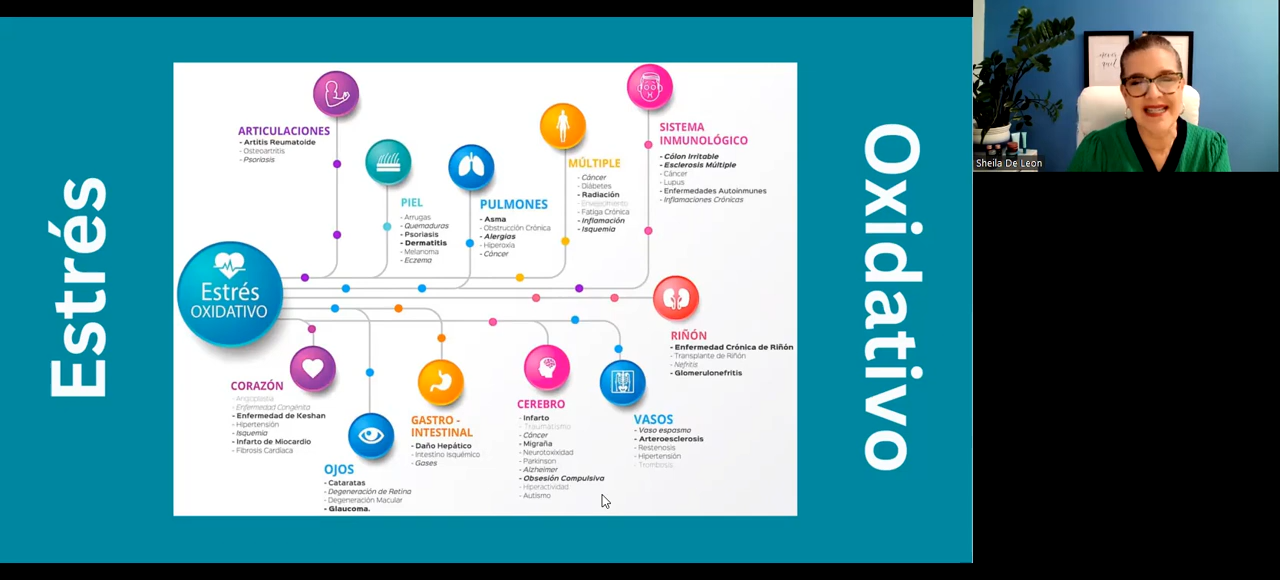 Estrés
Oxidativo
Estrés
OXIDATIVO
ARTICULACIONES
- Artitis Reumatoide
- Osteoartritis
- Psoriasis
PIEL
- Arrugas
- Quemaduras
- Psoriasis
- Dermatitis
- Melanoma
- Eczema
PULMONES
- Asma
- Obstrucción Crónica
- Alergias
- Hiperoxia
- Cáncer
MÚLTIPLE
- Cáncer
- Diabetes
- Radiación
- Envejecimiento
- Fatiga Crónica
- Inflamación
- Isquemia
SISTEMA
INMUNOLÓGICO
- Cólon Irritable
- Esclerosis Múltiple
- Cáncer
- Lupus
- Enfermedades Autoinmunes
- Inflamaciones Crónicas
RIÑÓN
- Enfermedad Crónica de Riñón
- Transplante de Riñón
- Nefritis
- Glomerulonefritis
CORAZÓN
- Angioplastia
- Enfermedad Congénita
- Enfermedad de Keshan
- Hipertensión
- Isquemia
- Infarto de Miocardio
- Fibrosis Cardíaca
OJOS
- Cataratas
- Degeneración de Retina
- Degeneración Macular
- Glaucoma.
GASTRO -
INTESTINAL
- Daño Hepático
- Intestino Isquémico
- Gases
CEREBRO
- Infarto
- Traumatismo
- Cáncer
- Migraña
- Neurotoxixidad
- Parkinson
- Alzheimer
- Obsesión Compulsiva
- Hiperactividad
- Autismo
VASOS
- Vaso espasmo
- Arteroesclerosis
- Restenosis
- Hipertensión
- Trombosis
Sheila De Leon